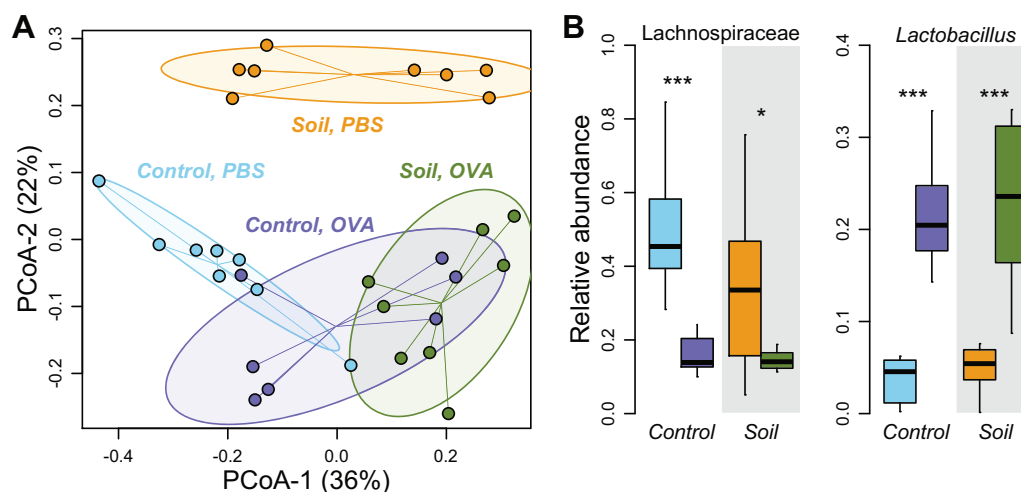 A
0.3
0.2
0.1
0.0
-0.1
-0.2
PCoA-2 (22%)
Soil, PBS
Control, PBS
Soil, OVA
Control, OVA
-0.4
-0.2
0.0
0.2
PCoA-1 (36%)
B
Lachnospiraceae
Lactobacillus
1.0
0.8
0.6
0.4
0.2
0.0
Relative abundance
***
*
Control
Soil
0.4
0.3
0.2
0.1
0.0
***
***
Control
Soil